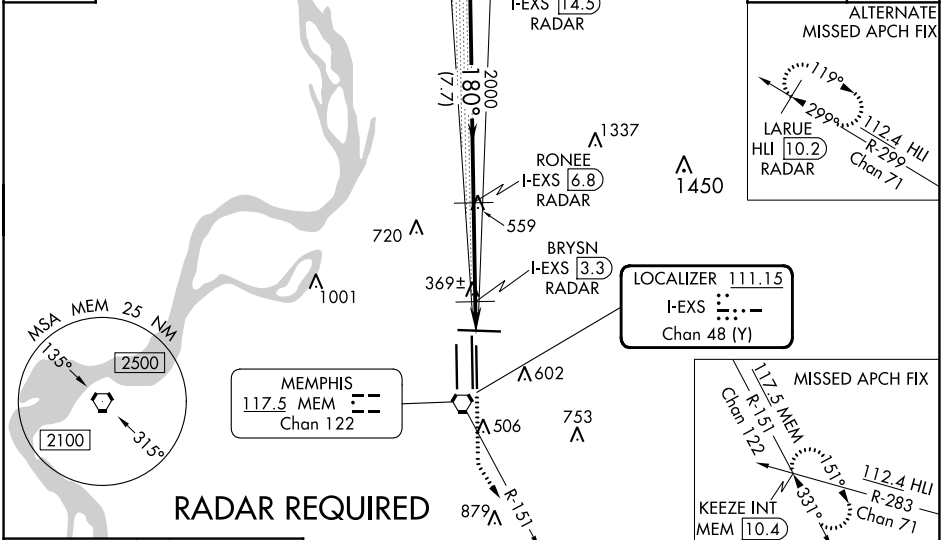 I-EXS 14.5
RADAR
ALTERNATE
MISSED APCH FIX
119°
299°
112.4 HLI
R-299
Chan 71
LARUE
HLI 10.2
RADAR
2000
180°
(7.7)
1337
RONEE
I-EXS 6.8
RADAR
1450
559
720
BRYSN
I-EXS 3.3
RADAR
369±
1001
LOCALIZER 111.15
I-EXS
Chan 48 (Y)
MSA MEM 25 NM
135°
2500
2100
315°
MEMPHIS
117.5 MEM
Chan 122
602
506
753
879
R-151
RADAR REQUIRED
MISSED APCH FIX
117.5 MEM
R-151
Chan 122
151°
331°
112.4 HLI
R-283
Chan 71
KEEZE INT
MEM 10.4